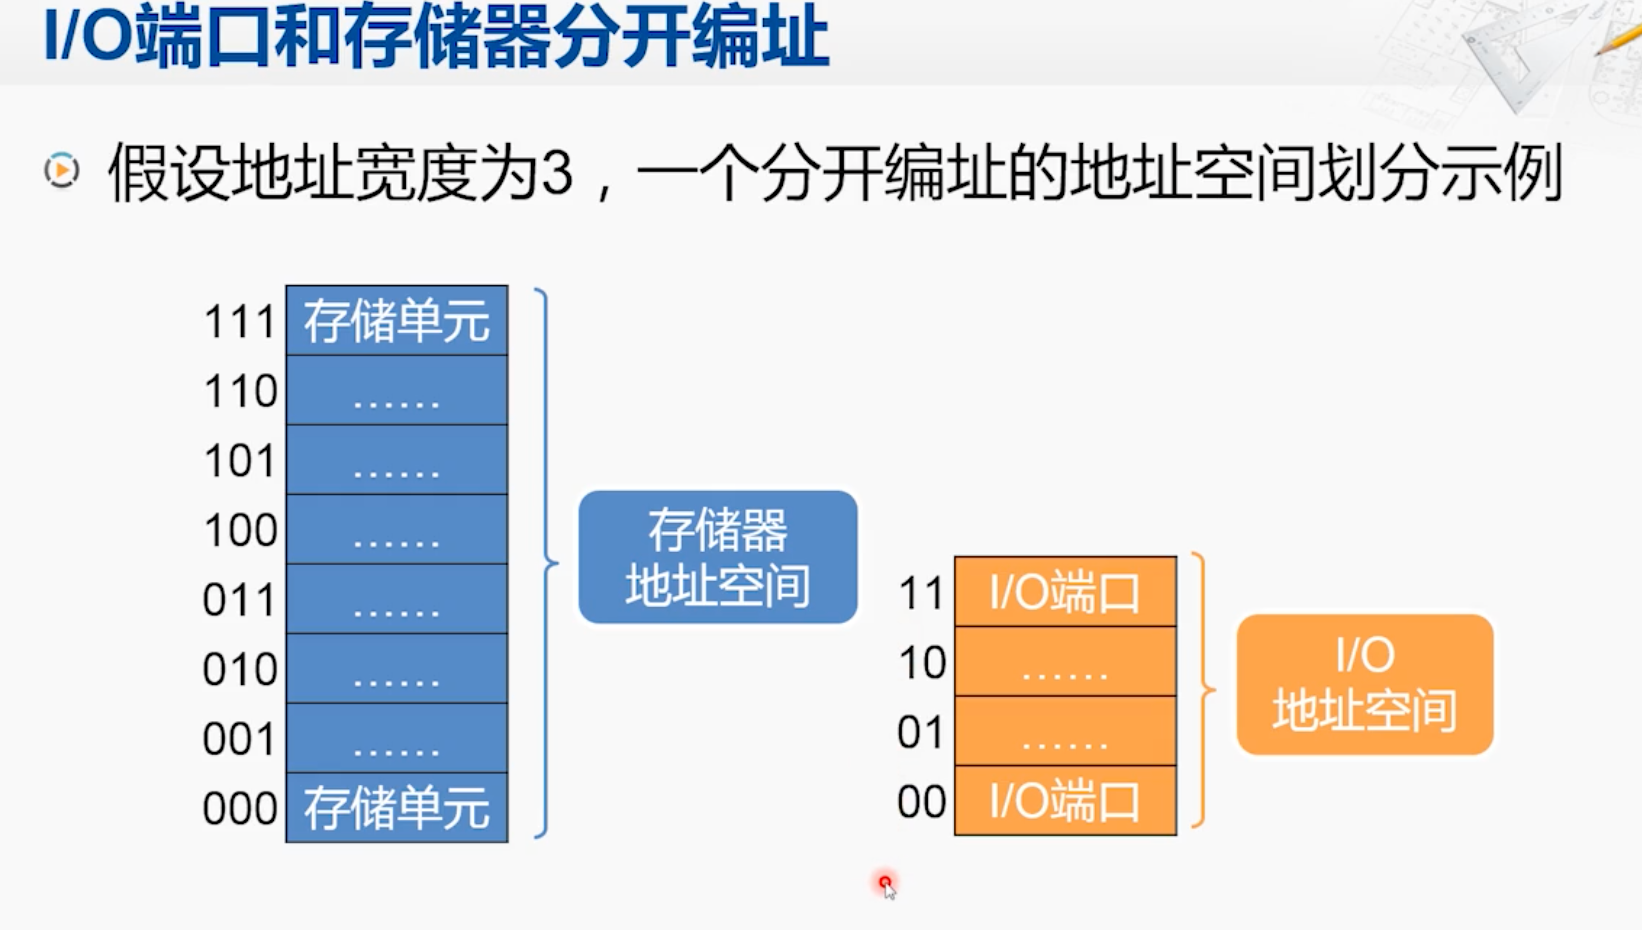 I/O端口和存储器分开编址
假设地址宽度为3，一个分开编址的地址空间划分示例
111 存储单元
110 ......
101 ......
100 ......
011 ......
010 ......
001 ......
000 存储单元
存储器
地址空间
11 I/O端口
10 ......
01 ......
00 I/O端口
I/O
地址空间